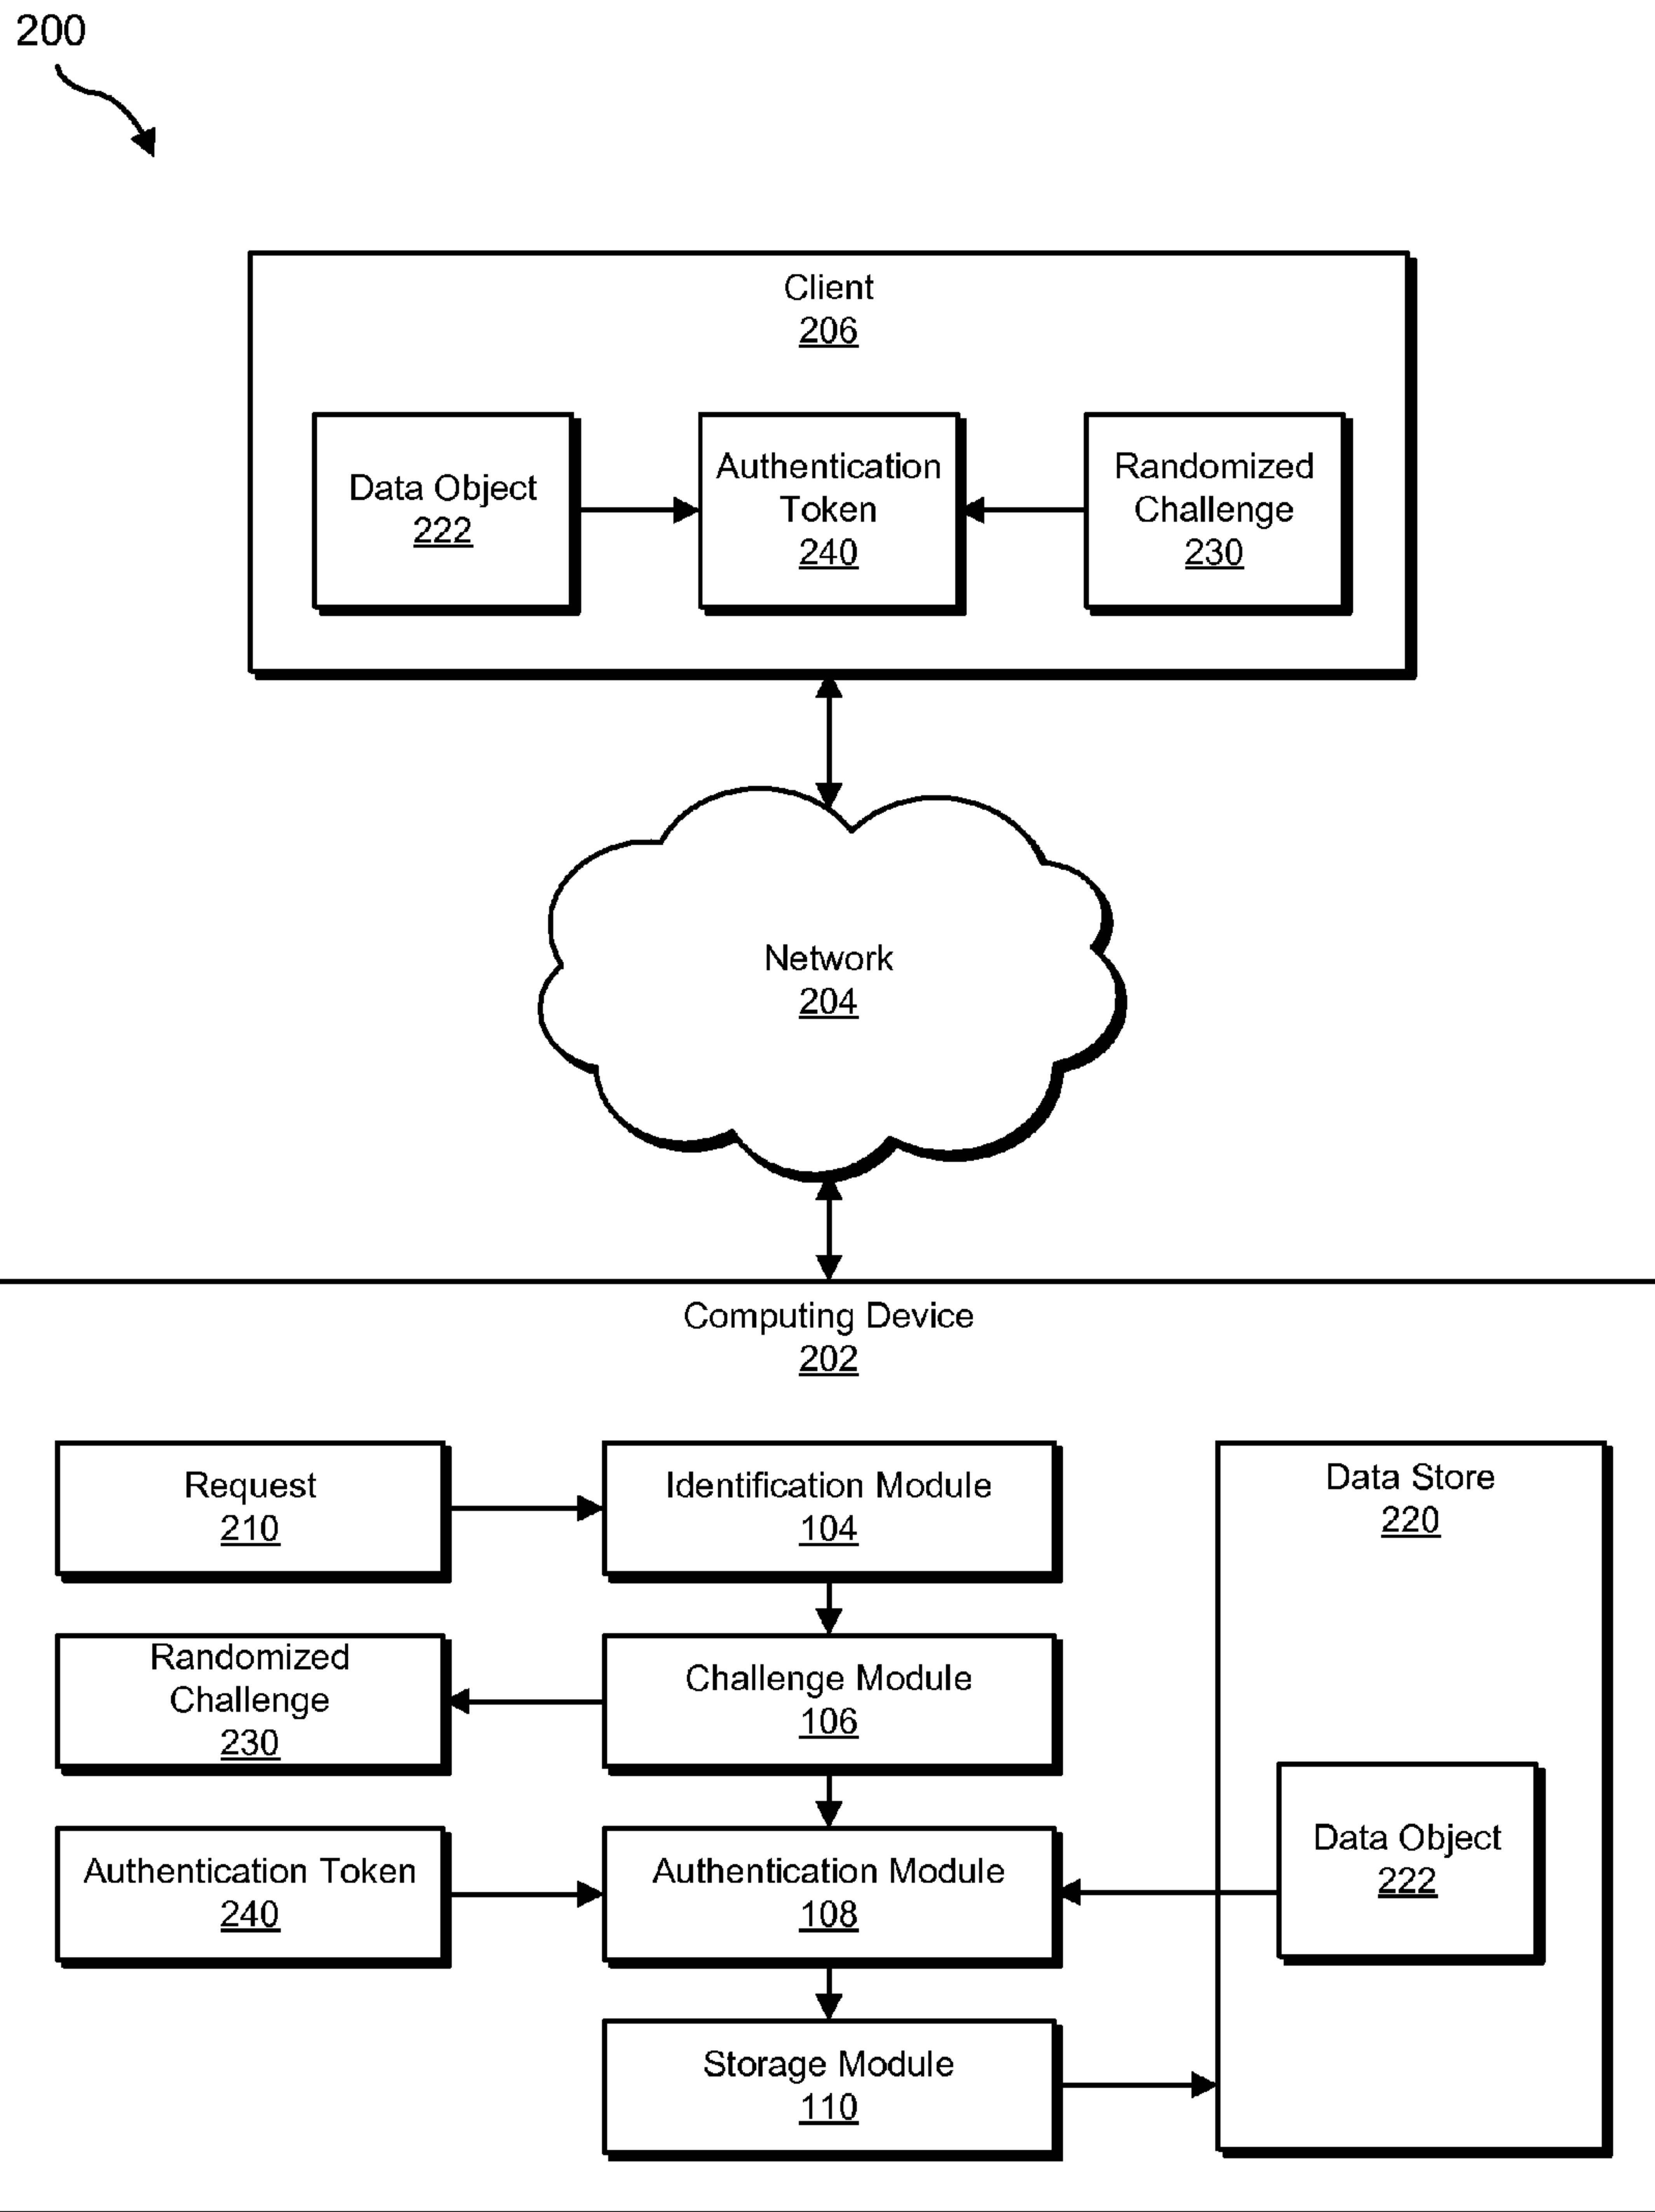 200
Client
206
Data Object
222
Authentication
Token
240
Randomized
Challenge
230
Network
204
Computing Device
202
Request
210
Identification Module
104
Data Store
220
Randomized
Challenge
230
Challenge Module
106
Authentication Token
240
Authentication Module
108
Data Object
222
Storage Module
110